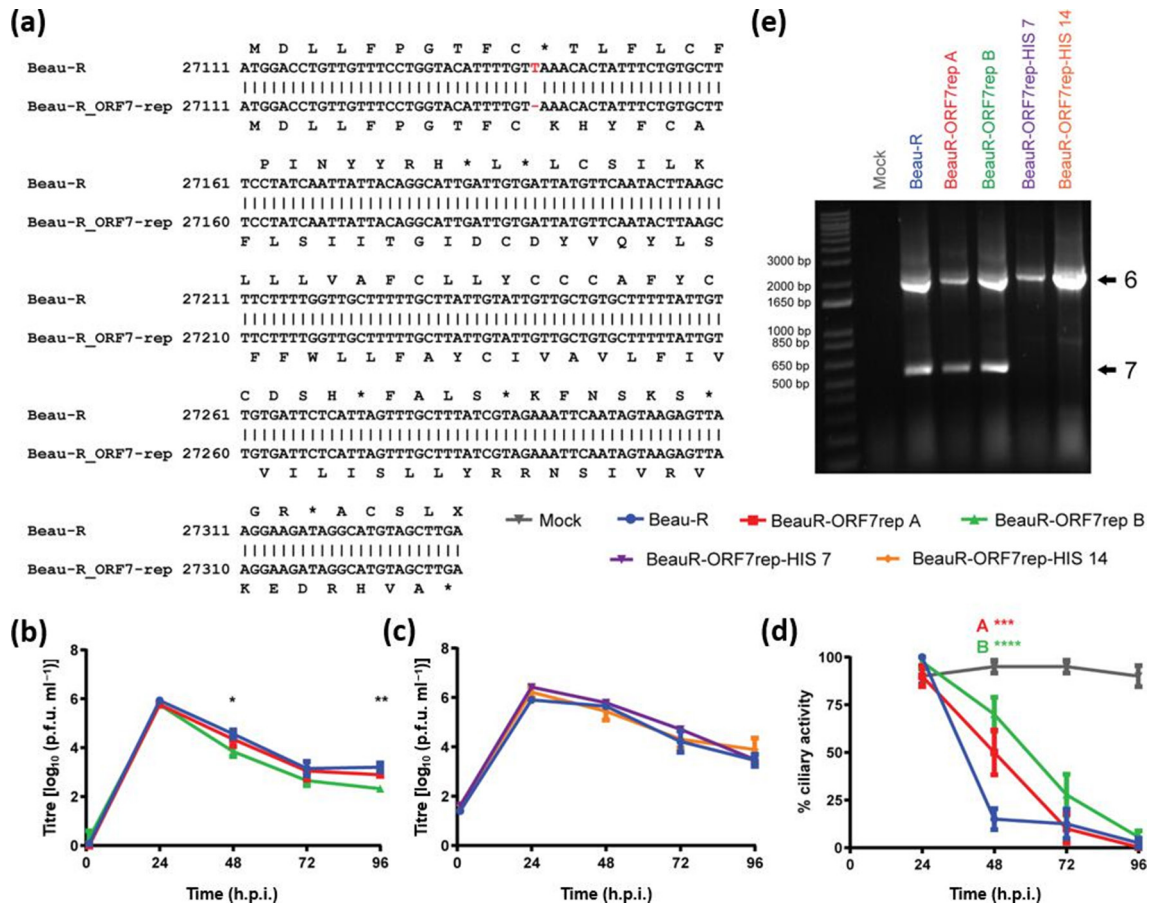 (a)
M D L L F P G T F C * T L F L C F
Beau-R 27111 ATGGACCTGTTGTTTCCTGGTACATTTTGTTAAACACTATTTCTGTGCTT
Beau-R_ORF7-rep 27111 ATGGACCTGTTGTTTCCTGGTACATTTTGT-AAACACTATTTCTGTGCTT
M D L L F P G T F C K H Y F C A
P I N Y Y R H * L * L C S I L K
Beau-R 27161 TCCTATCAATTATTACAGGCATTGATTGTGATTATGTTCAATACTTAAGC
Beau-R_ORF7-rep 27160 TCCTATCAATTATTACAGGCATTGATTGTGATTATGTTCAATACTTAAGC
F L S I I T G I D C D Y V Q Y L S
L L L V A F C L L Y C C C A F Y C
Beau-R 27211 TTCTTTTGGTTGCTTTTTGCTTATTGTATTGTTGCTGTGCTTTTTATTGT
Beau-R_ORF7-rep 27210 TTCTTTTGGTTGCTTTTTGCTTATTGTATTGTTGCTGTGCTTTTTATTGT
F F W L L F A Y C I V A V L F I V
C D S H * F A L S * K F N S K S *
Beau-R 27261 TGTGATTCTCATTAGTTTGCTTTATCGTAGAAATTCAATAGTAAGAGTTA
Beau-R_ORF7-rep 27260 TGTGATTCTCATTAGTTTGCTTTATCGTAGAAATTCAATAGTAAGAGTTA
V I L I S L L Y R R N S I V R V
G R * A C S L X
Beau-R 27311 AGGAAGATAGGCATGTAGCTTGA
Beau-R_ORF7-rep 27310 AGGAAGATAGGCATGTAGCTTGA
K E D R H V A *
(e)
Mock
Beau-R
BeauR-ORF7rep A
BeauR-ORF7rep B
BeauR-ORF7rep-HIS 7
BeauR-ORF7rep-HIS 14
3000 bp
2000 bp
1650 bp
1000 bp
850 bp
650 bp
500 bp
6
7
Mock Beau-R BeauR-ORF7rep A BeauR-ORF7rep B
BeauR-ORF7rep-HIS 7 BeauR-ORF7rep-HIS 14
(b)
Titre [log₁₀ (p.f.u. ml⁻¹)]
8
6
4
2
0
* **
0 24 48 72 96
Time (h.p.i.)
(c)
Titre [log₁₀ (p.f.u. ml⁻¹)]
8
6
4
2
0
0 24 48 72 96
Time (h.p.i.)
(d)
A ***
B ****
% ciliary activity
100
75
50
25
0
0 24 48 72 96
Time (h.p.i.)